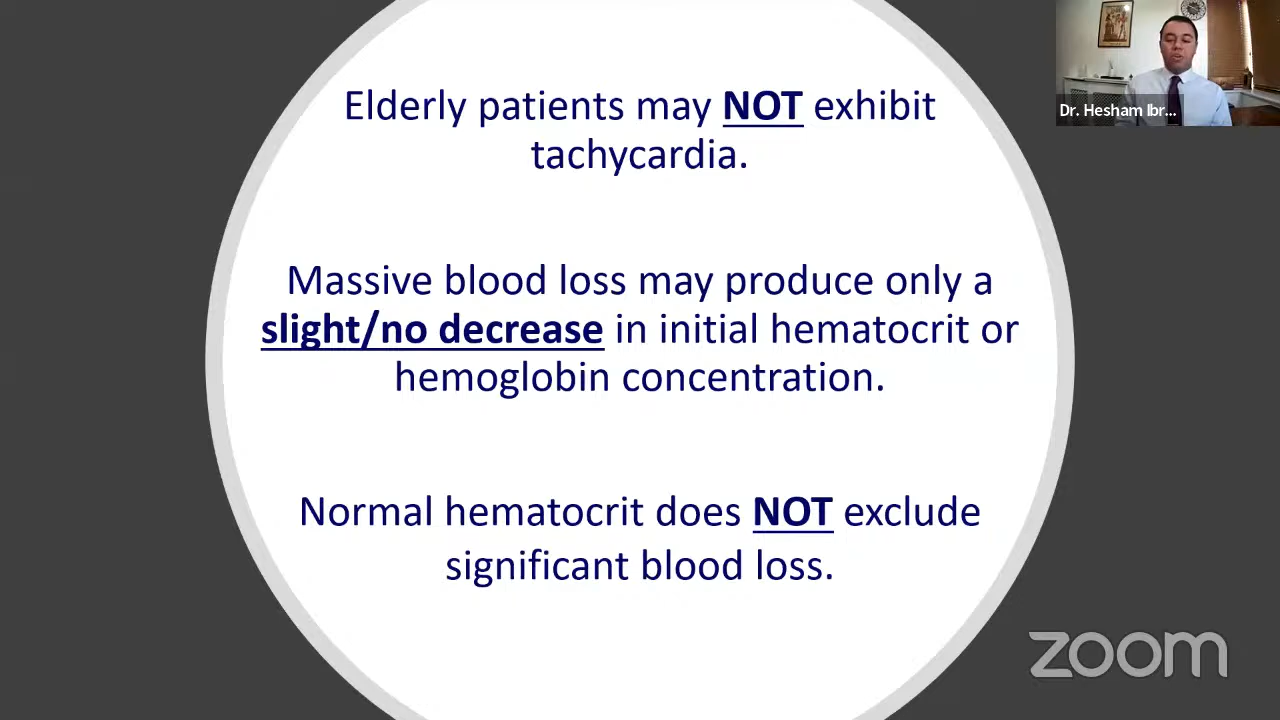 Elderly patients may NOT exhibit
tachycardia.
Massive blood loss may produce only a
slight/no decrease in initial hematocrit or
hemoglobin concentration.
Normal hematocrit does NOT exclude
significant blood loss.
Dr. Hesham Ibr...
zoom